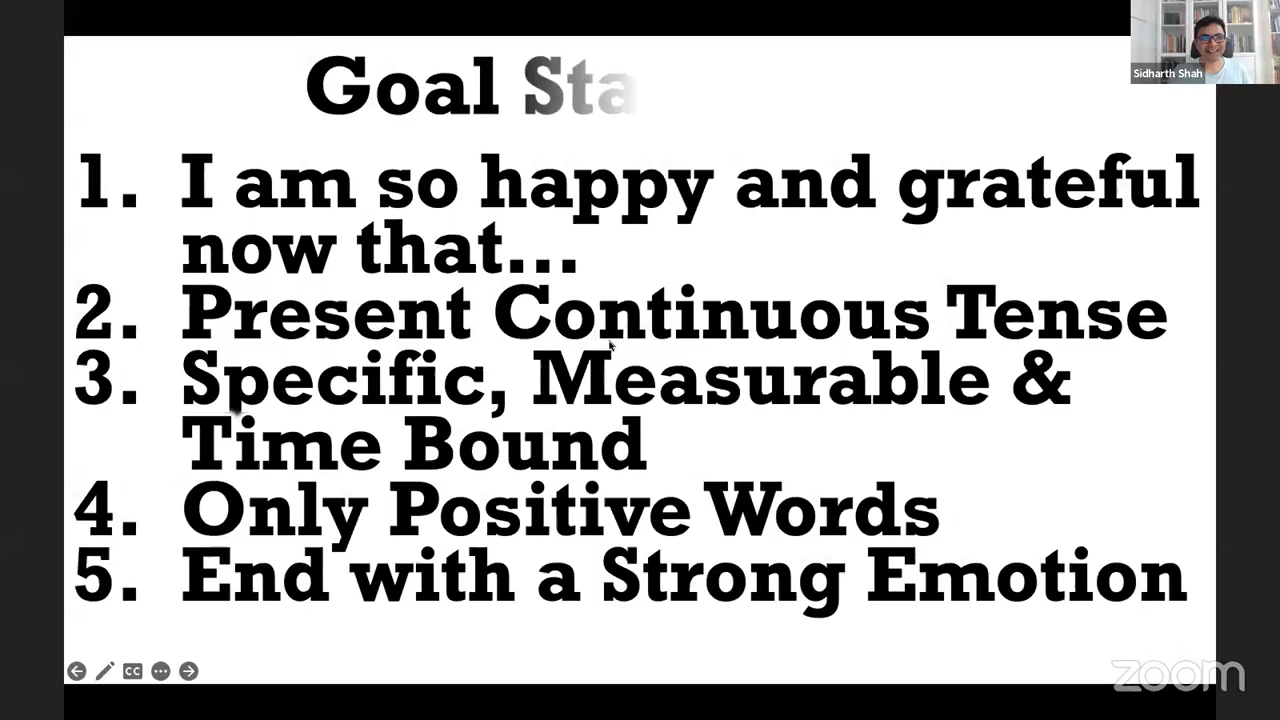 Goal Sta
Sidharth Shah
1. I am so happy and grateful
now that...
2. Present Continuous Tense
3. Specific, Measurable &
Time Bound
4. Only Positive Words
5. End with a Strong Emotion
CC
zoom